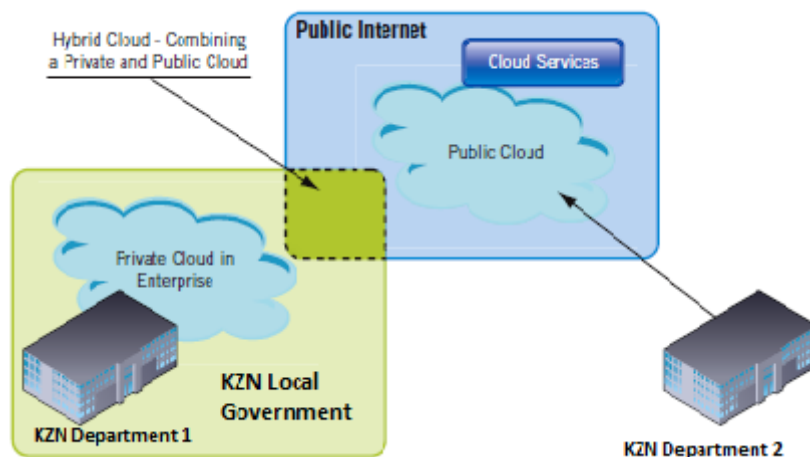 Hybrid Cloud - Combining
a Private and Public Cloud
Public Internet
Cloud Services
Public Cloud
Private Cloud in
Enterprise
KZN Local
Government
KZN Department 1
KZN Department 2